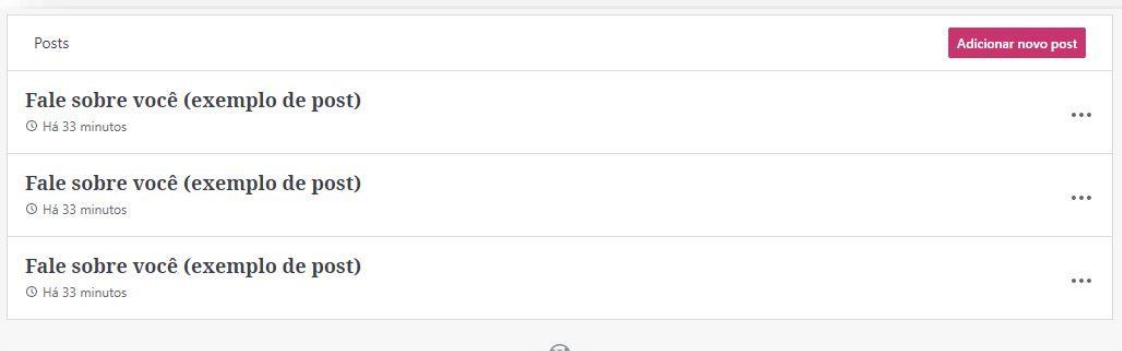 Posts
Adicionar novo post
Fale sobre você (exemplo de post)
Há 33 minutos
Fale sobre você (exemplo de post)
Há 33 minutos
Fale sobre você (exemplo de post)
Há 33 minutos